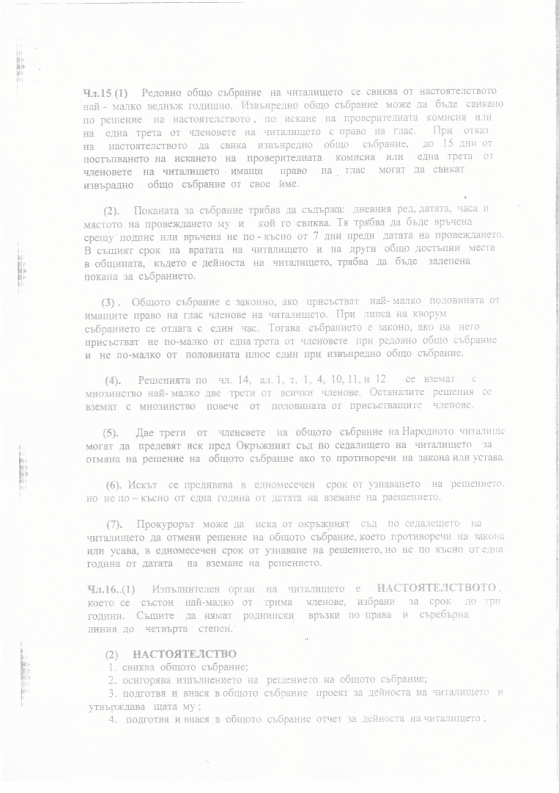 Чл.15 (1) Редовно общо събрание на читалището се свиква от настоятелството
най - малко веднъж годишно. Извънредно общо събрание може да бъде свикано
по решение на настоятелството , по искане на проверителната комисия или
на една трета от членовете на читалището с право на глас. При отказ
на настоятелството да свика извънредно общо събрание, до 15 дни от
постъпването на искането на проверителната комисия или една трета от
членовете на читалището имащи право на глас могат да свикат
извърадно общо събрание от свое име.
(2). Поканата за събрание трябва да съдържа: дневния ред, датата, часа и
мястото на провеждането му и кой го свиква. Тя трябва да бъде връчена
срещу подпис или връчена не по - късно от 7 дни преди датата на провеждането.
В същият срок на вратата на читалището и на други общо достъпни места
в общината, където е дейноста на читалището, трябва да бъде залепена
покана за събранието.
(3) . Общото събрание е законно, ако присъстват най- малко половината от
имащите право на глас членове на читалището. При липса на кворум
събранието се отлага с един час. Тогава събранието е законо, ако на него
присъстват не по-малко от една трета от членовете при редовно общо събрание
и не по-малко от половината плюс един при извънредно общо събрание.
(4). Решенията по чл. 14, ал. 1, т. 1, 4, 10, 11, и 12 се вземат с
мнозинство най- малко две трети от всички членове. Останалите решения се
вземат с мнозинство повече от половината от присъстващите членове.
(5). Две трети от членевете на общото събрание на Народното читалище
могат да предевят иск пред Окръжният съд по седалището на читалището за
отмяна на решение на общото събрание ако то противоречи на закона или устава.
(6). Искът се предявява в едномесечен срок от узнаването на решението,
но не по – късно от една година от датата на вземане на раешението.
(7). Прокурорът може да иска от окръжният съд по седалещето на
читалището да отмени решение на общото събрание, което противоречи на закона
или усава, в едномесечен срок от узнаване на решението, но не по късно от една
година от датата на вземане на решението.
Чл.16..(1) Изпълнителен орган на читалището е НАСТОЯТЕЛСТВОТО ,
което се състои най-малко от трима членове, избрани за срок до три
години. Същите да нямат роднински връзки по права и съребърна
линия до четвърта степен.
(2) НАСТОЯТЕЛСТВО
1. свиква общото събрание;
2. осигорява изпълнението на решението на общото събрание;
3. подготвя и внася в общото събрание проект за дейноста на читалището и
утвърждава щата му ;
4. подготвя и внася в общото събрание отчет за дейноста на читалището ;